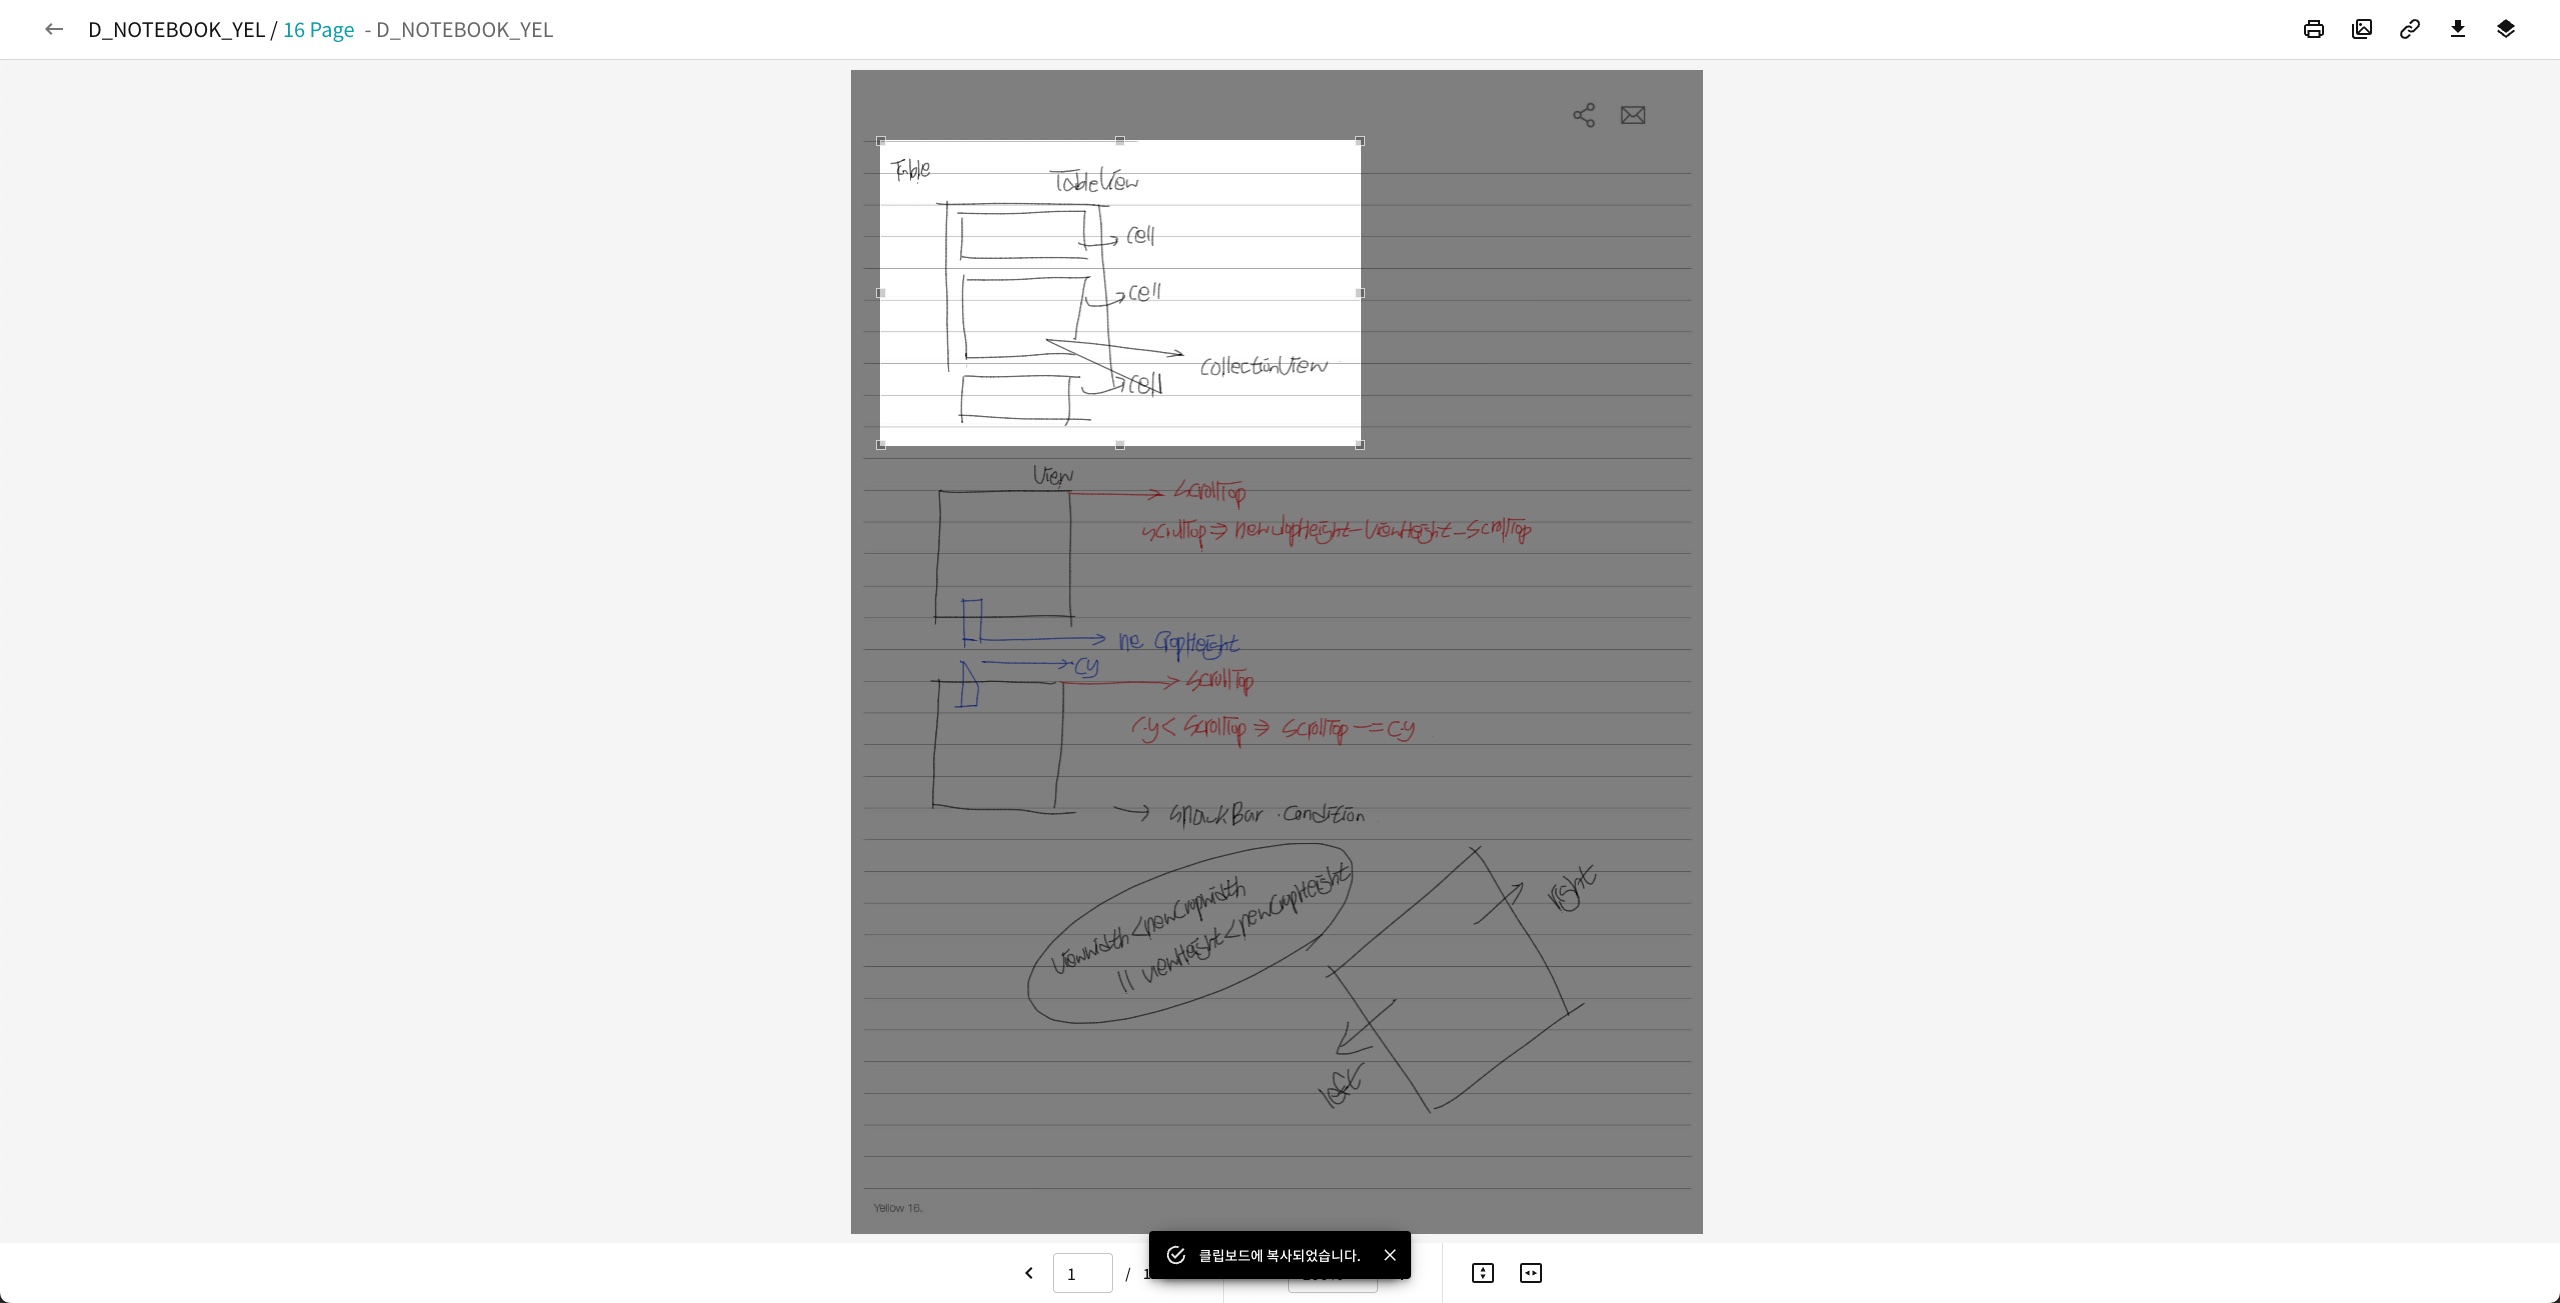 D_NOTEBOOK_YEL / 16 Page - D_NOTEBOOK_YEL
Table
TableView
cell
cell
collectionView
cell
View
scrollTop
scrollTop ⇒ newCropHeight - ViewHeight - scrollTop
ne CropHeight
cy
scrollTop
c.y < scrollTop ⇒ scrollTop -= c.y
→ snackBar . condition
viewwidth < newCropwidth
|| viewHeight < newCropHeight
right
left
Yellow 16.
클립보드에 복사되었습니다.
1 / 1